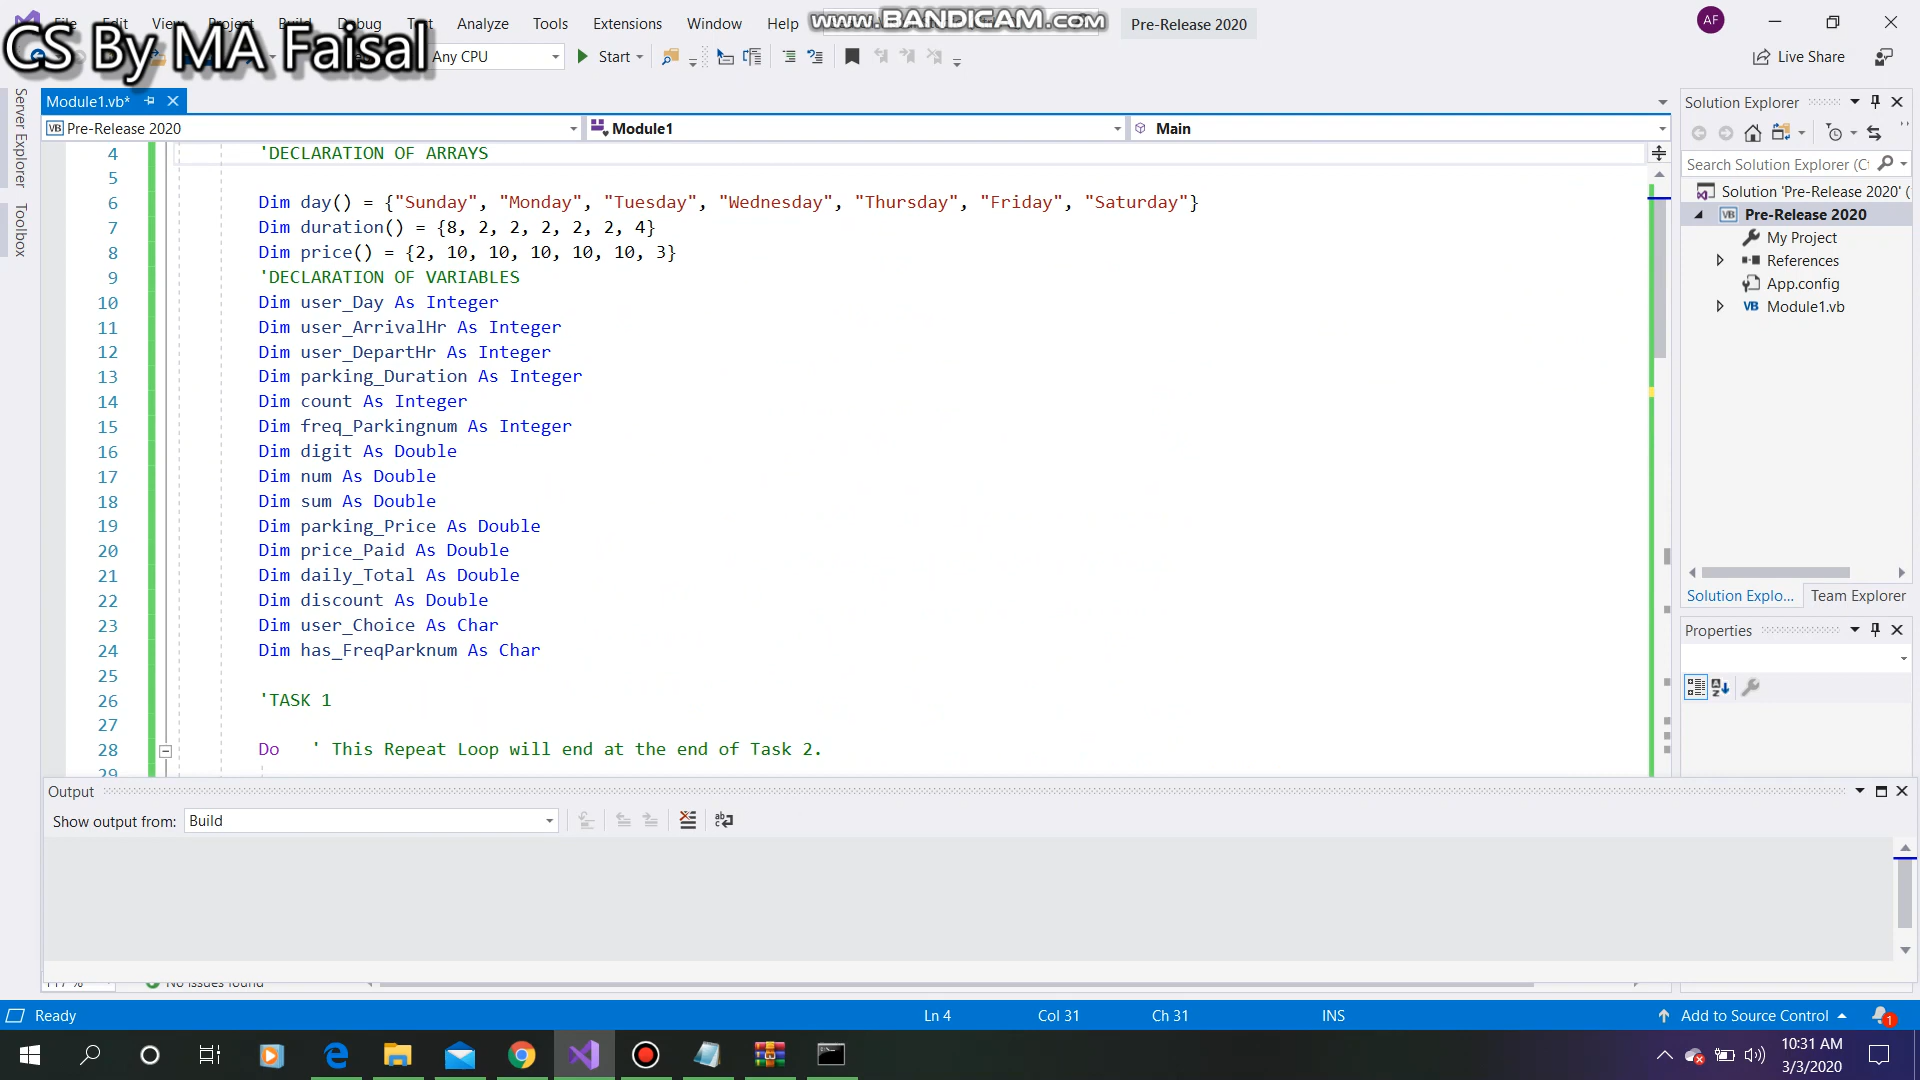 File Edit View Project Build Debug Test Analyze Tools Extensions Window Help
www.BANDICAM.com
Pre-Release 2020
AF
CS By MA Faisal
Any CPU
Start
Live Share
Server Explorer
Toolbox
Module1.vb*
Pre-Release 2020
Module1
Main
4 'DECLARATION OF ARRAYS
5
6 Dim day() = {"Sunday", "Monday", "Tuesday", "Wednesday", "Thursday", "Friday", "Saturday"}
7 Dim duration() = {8, 2, 2, 2, 2, 2, 4}
8 Dim price() = {2, 10, 10, 10, 10, 10, 3}
9 'DECLARATION OF VARIABLES
10 Dim user_Day As Integer
11 Dim user_ArrivalHr As Integer
12 Dim user_DepartHr As Integer
13 Dim parking_Duration As Integer
14 Dim count As Integer
15 Dim freq_Parkingnum As Integer
16 Dim digit As Double
17 Dim num As Double
18 Dim sum As Double
19 Dim parking_Price As Double
20 Dim price_Paid As Double
21 Dim daily_Total As Double
22 Dim discount As Double
23 Dim user_Choice As Char
24 Dim has_FreqParknum As Char
25
26 'TASK 1
27
28 Do ' This Repeat Loop will end at the end of Task 2.
29
Solution Explorer
Search Solution Explorer (Ct
Solution 'Pre-Release 2020' (
Pre-Release 2020
My Project
References
App.config
VB Module1.vb
Solution Explo... Team Explorer
Properties
Output
Show output from: Build
117 % No issues found
Ready Ln 4 Col 31 Ch 31 INS Add to Source Control 1
10:31 AM
3/3/2020